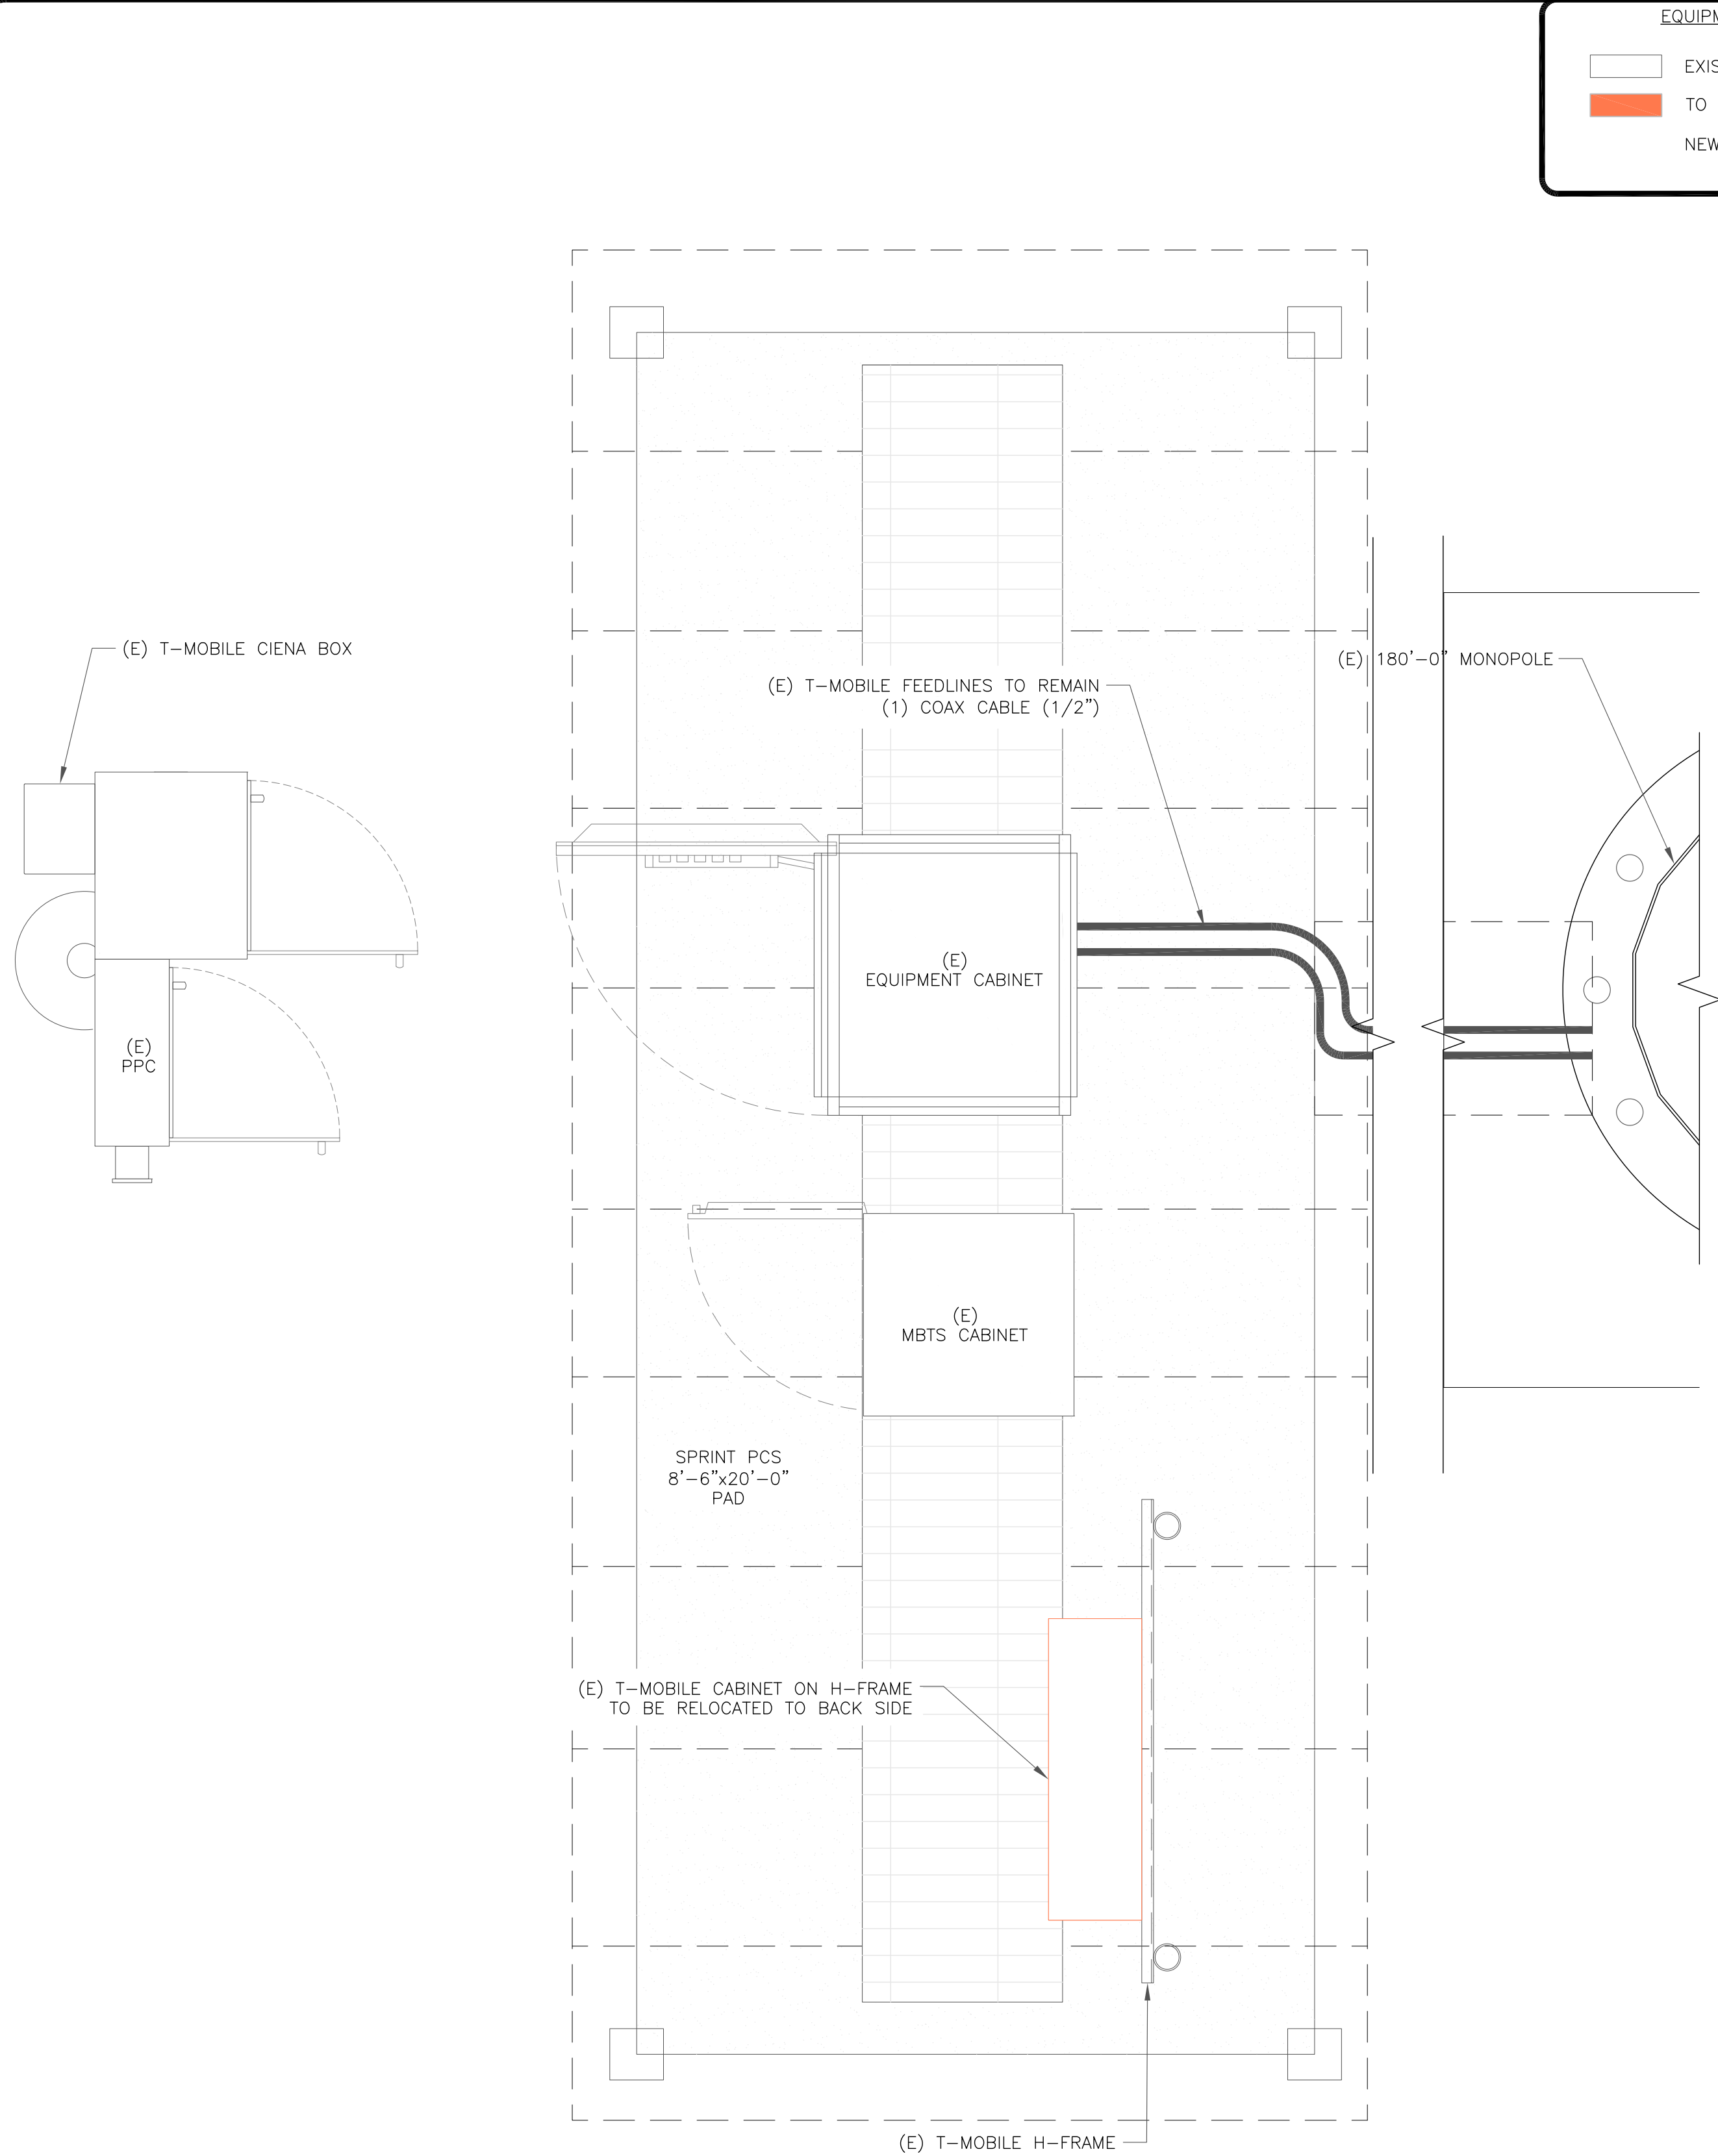 EXIS
TO
NEW
(E) T-MOBILE CIENA BOX
(E) T-MOBILE FEEDLINES TO REMAIN
(1) COAX CABLE (1/2")
(E) 180'-0" MONOPOLE
(E)
EQUIPMENT CABINET
(E)
PPC
(E)
MBTS CABINET
SPRINT PCS
8'-6"x20'-0"
PAD
(E) T-MOBILE CABINET ON H-FRAME
TO BE RELOCATED TO BACK SIDE
(E) T-MOBILE H-FRAME